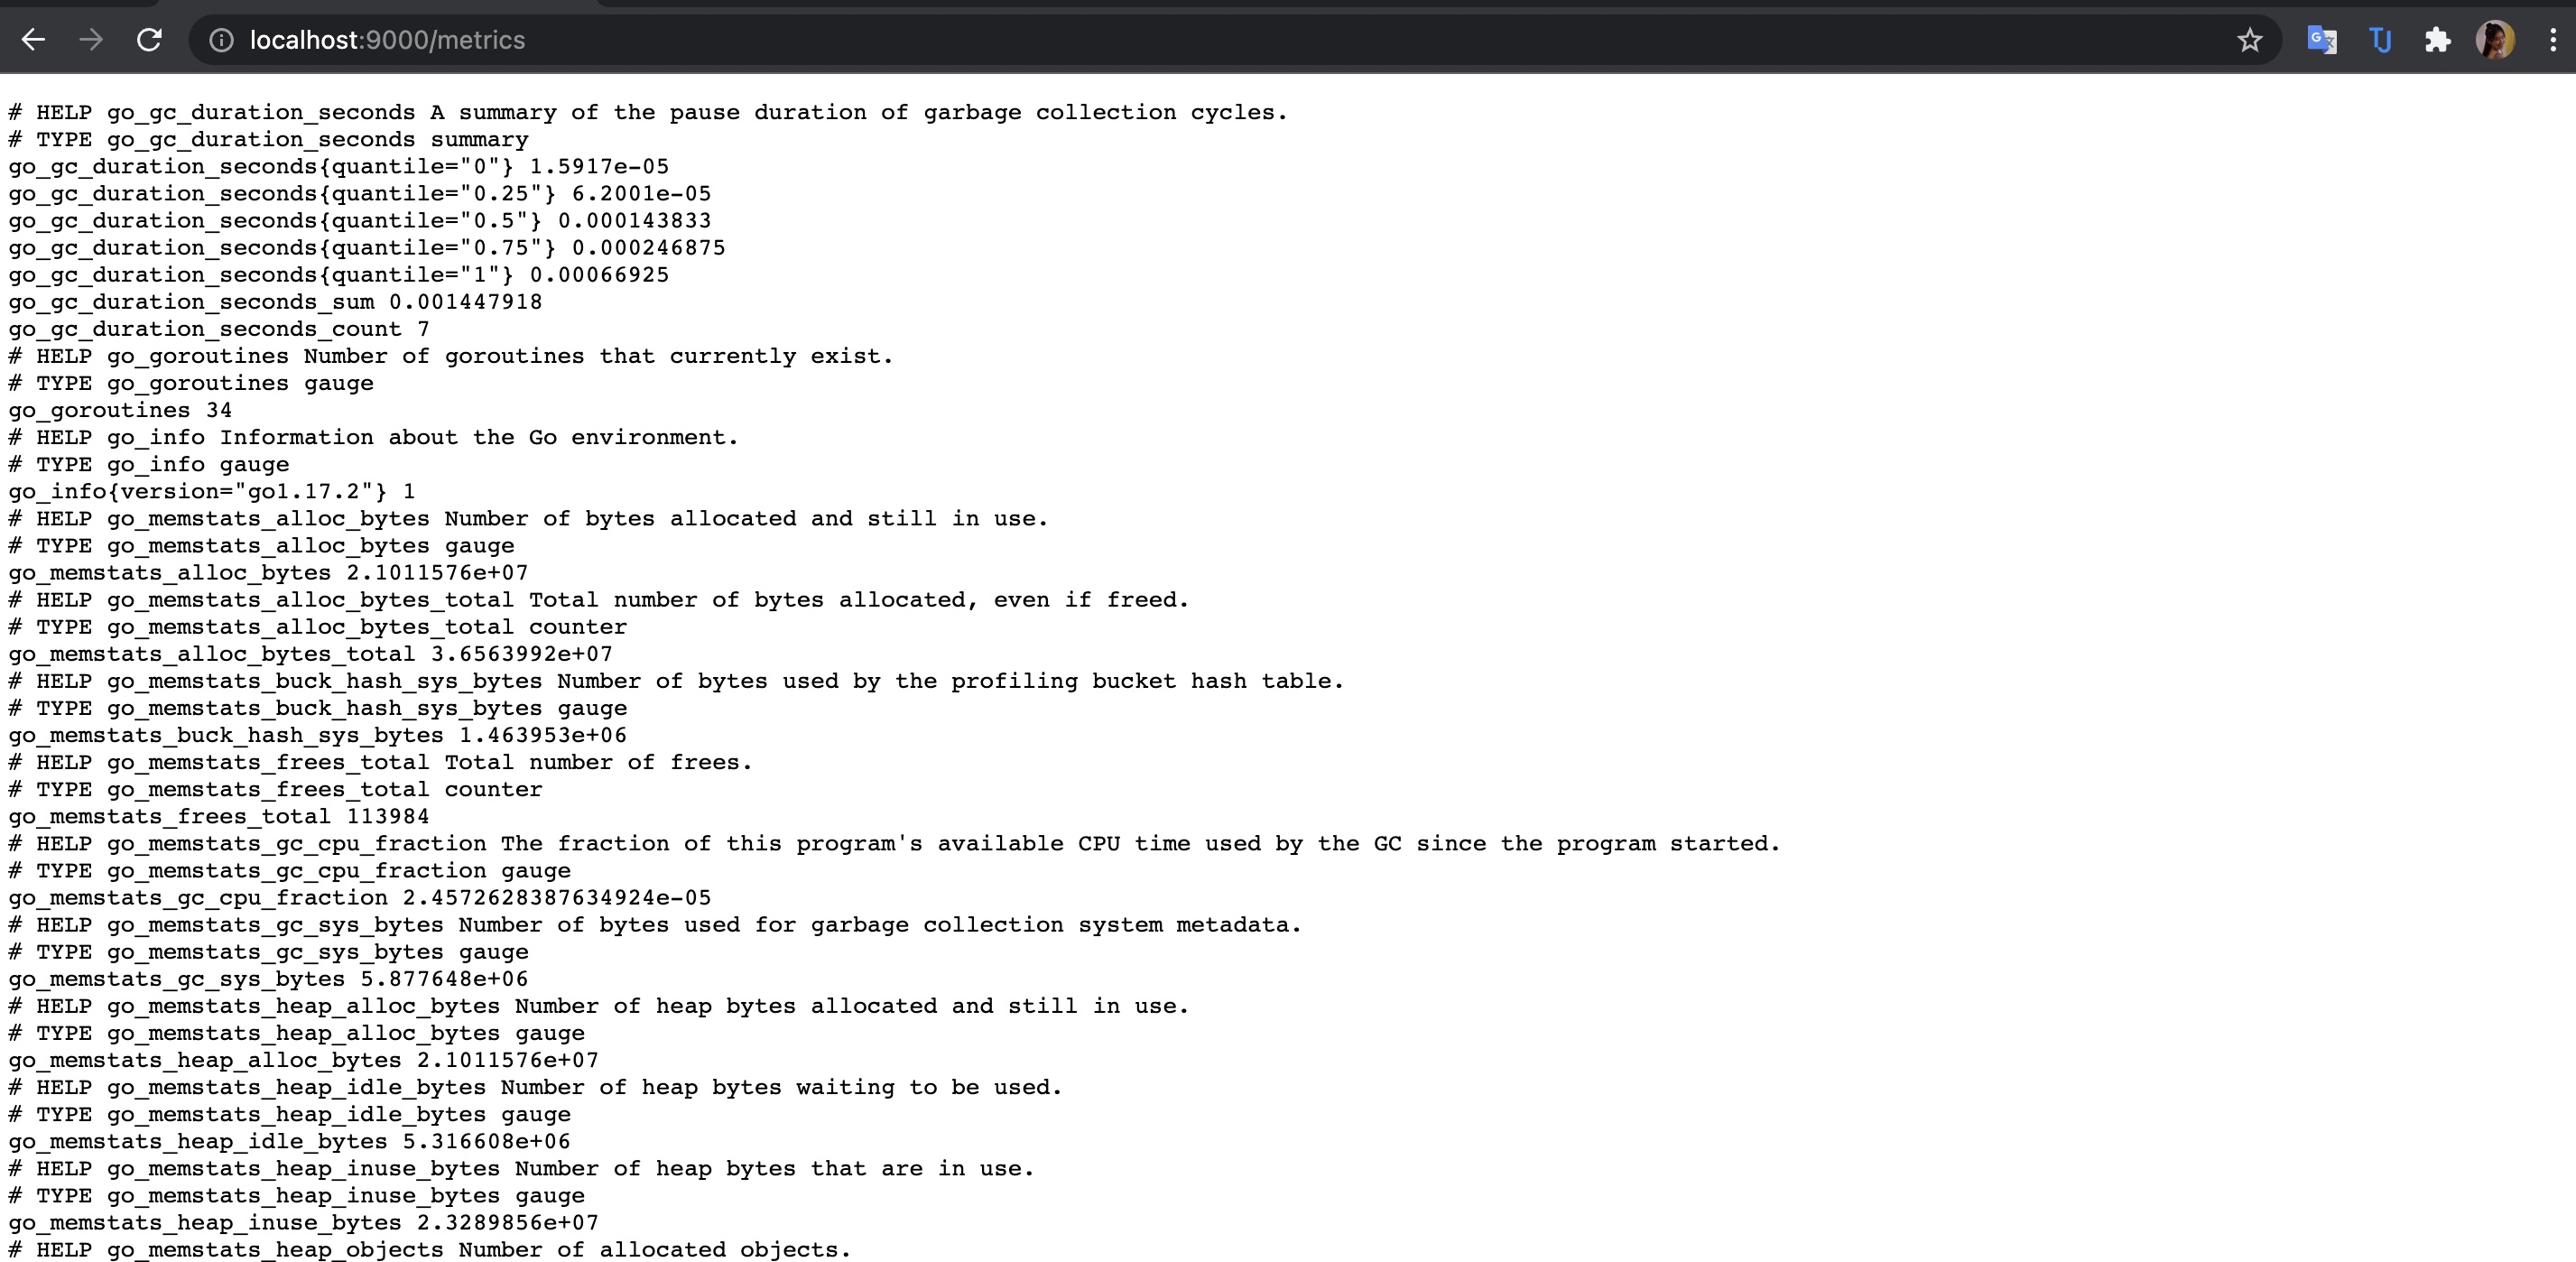 localhost:9000/metrics
# HELP go_gc_duration_seconds A summary of the pause duration of garbage collection cycles.
# TYPE go_gc_duration_seconds summary
go_gc_duration_seconds{quantile="0"} 1.5917e-05
go_gc_duration_seconds{quantile="0.25"} 6.2001e-05
go_gc_duration_seconds{quantile="0.5"} 0.000143833
go_gc_duration_seconds{quantile="0.75"} 0.000246875
go_gc_duration_seconds{quantile="1"} 0.00066925
go_gc_duration_seconds_sum 0.001447918
go_gc_duration_seconds_count 7
# HELP go_goroutines Number of goroutines that currently exist.
# TYPE go_goroutines gauge
go_goroutines 34
# HELP go_info Information about the Go environment.
# TYPE go_info gauge
go_info{version="go1.17.2"} 1
# HELP go_memstats_alloc_bytes Number of bytes allocated and still in use.
# TYPE go_memstats_alloc_bytes gauge
go_memstats_alloc_bytes 2.1011576e+07
# HELP go_memstats_alloc_bytes_total Total number of bytes allocated, even if freed.
# TYPE go_memstats_alloc_bytes_total counter
go_memstats_alloc_bytes_total 3.6563992e+07
# HELP go_memstats_buck_hash_sys_bytes Number of bytes used by the profiling bucket hash table.
# TYPE go_memstats_buck_hash_sys_bytes gauge
go_memstats_buck_hash_sys_bytes 1.463953e+06
# HELP go_memstats_frees_total Total number of frees.
# TYPE go_memstats_frees_total counter
go_memstats_frees_total 113984
# HELP go_memstats_gc_cpu_fraction The fraction of this program's available CPU time used by the GC since the program started.
# TYPE go_memstats_gc_cpu_fraction gauge
go_memstats_gc_cpu_fraction 2.4572628387634924e-05
# HELP go_memstats_gc_sys_bytes Number of bytes used for garbage collection system metadata.
# TYPE go_memstats_gc_sys_bytes gauge
go_memstats_gc_sys_bytes 5.877648e+06
# HELP go_memstats_heap_alloc_bytes Number of heap bytes allocated and still in use.
# TYPE go_memstats_heap_alloc_bytes gauge
go_memstats_heap_alloc_bytes 2.1011576e+07
# HELP go_memstats_heap_idle_bytes Number of heap bytes waiting to be used.
# TYPE go_memstats_heap_idle_bytes gauge
go_memstats_heap_idle_bytes 5.316608e+06
# HELP go_memstats_heap_inuse_bytes Number of heap bytes that are in use.
# TYPE go_memstats_heap_inuse_bytes gauge
go_memstats_heap_inuse_bytes 2.3289856e+07
# HELP go_memstats_heap_objects Number of allocated objects.